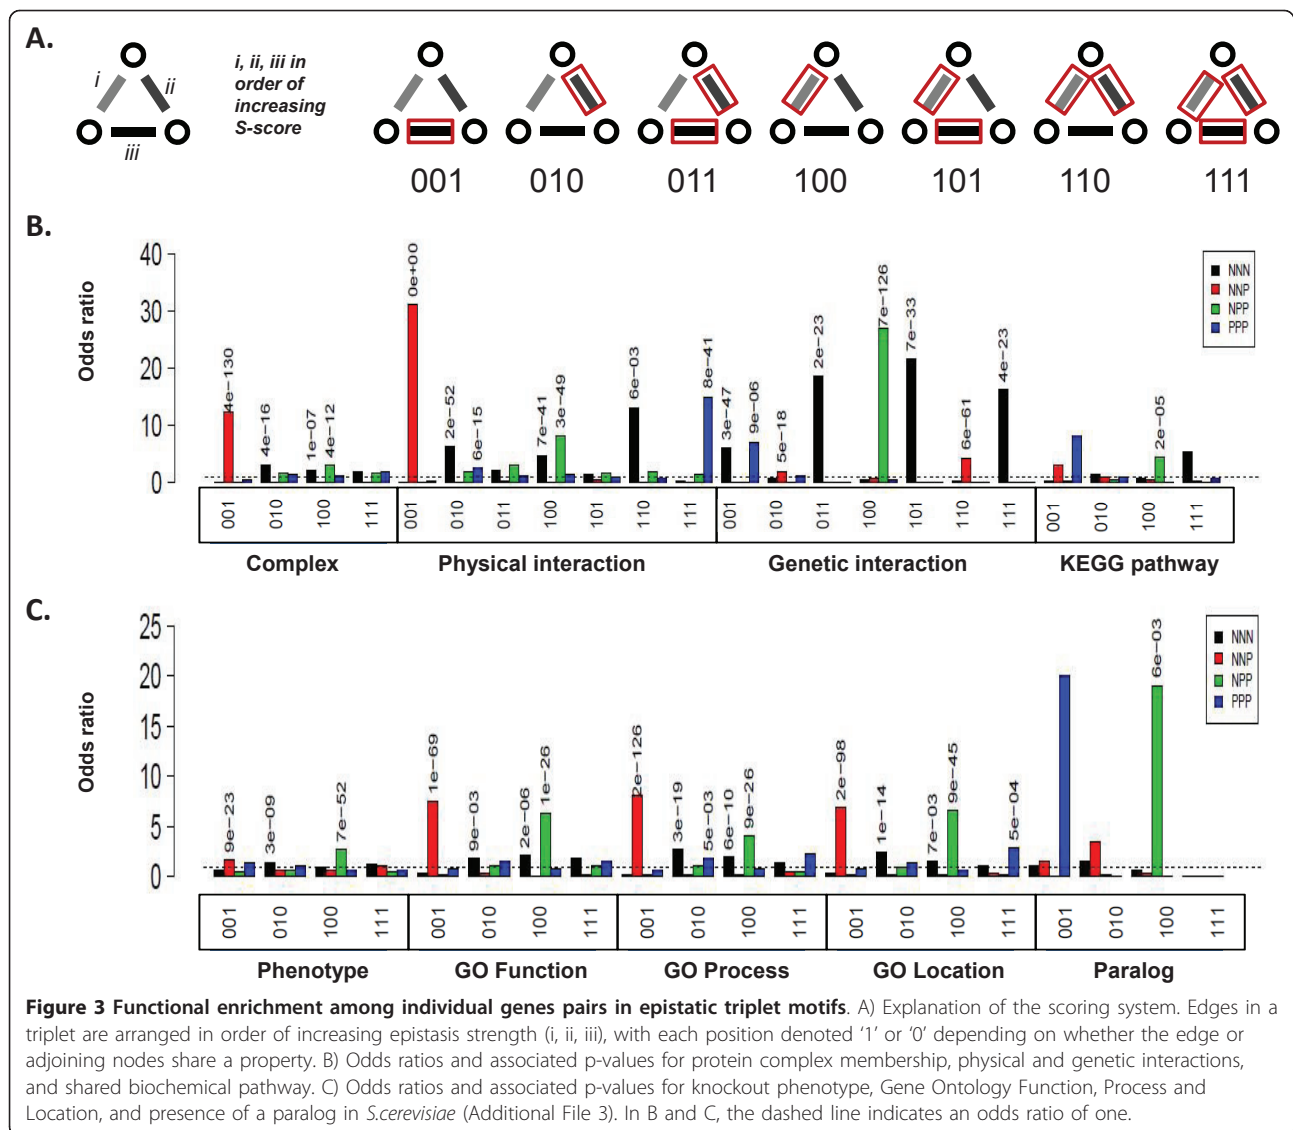 A.
i
ii
iii
i, ii, iii in
order of
increasing
S-score
001 010 011 100 101 110 111
B.
Odds ratio
40
30
20
10
0
4e−130
4e−16
1e−07
4e−12
0e+00
2e−52
6e−15
7e−41
3e−49
6e−03
8e−41
3e−47
9e−06
5e−18
2e−23
7e−126
7e−33
6e−61
4e−23
2e−05
NNN
NNP
NPP
PPP
001 010 100 111 001 010 011 100 101 110 111 001 010 011 100 101 110 111 001 010 100 111
Complex Physical interaction Genetic interaction KEGG pathway
C.
Odds ratio
25
20
15
10
5
0
9e−23
3e−09
7e−52
1e−69
9e−03
2e−06
1e−26
2e−126
3e−19
5e−03
6e−10
9e−26
2e−98
1e−14
7e−03
9e−45
5e−04
6e−03
NNN
NNP
NPP
PPP
001 010 100 111 001 010 100 111 001 010 100 111 001 010 100 111 001 010 100 111
Phenotype GO Function GO Process GO Location Paralog
Figure 3 Functional enrichment among individual genes pairs in epistatic triplet motifs. A) Explanation of the scoring system. Edges in a
triplet are arranged in order of increasing epistasis strength (i, ii, iii), with each position denoted ‘1’ or ‘0’ depending on whether the edge or
adjoining nodes share a property. B) Odds ratios and associated p-values for protein complex membership, physical and genetic interactions,
and shared biochemical pathway. C) Odds ratios and associated p-values for knockout phenotype, Gene Ontology Function, Process and
Location, and presence of a paralog in S.cerevisiae (Additional File 3). In B and C, the dashed line indicates an odds ratio of one.